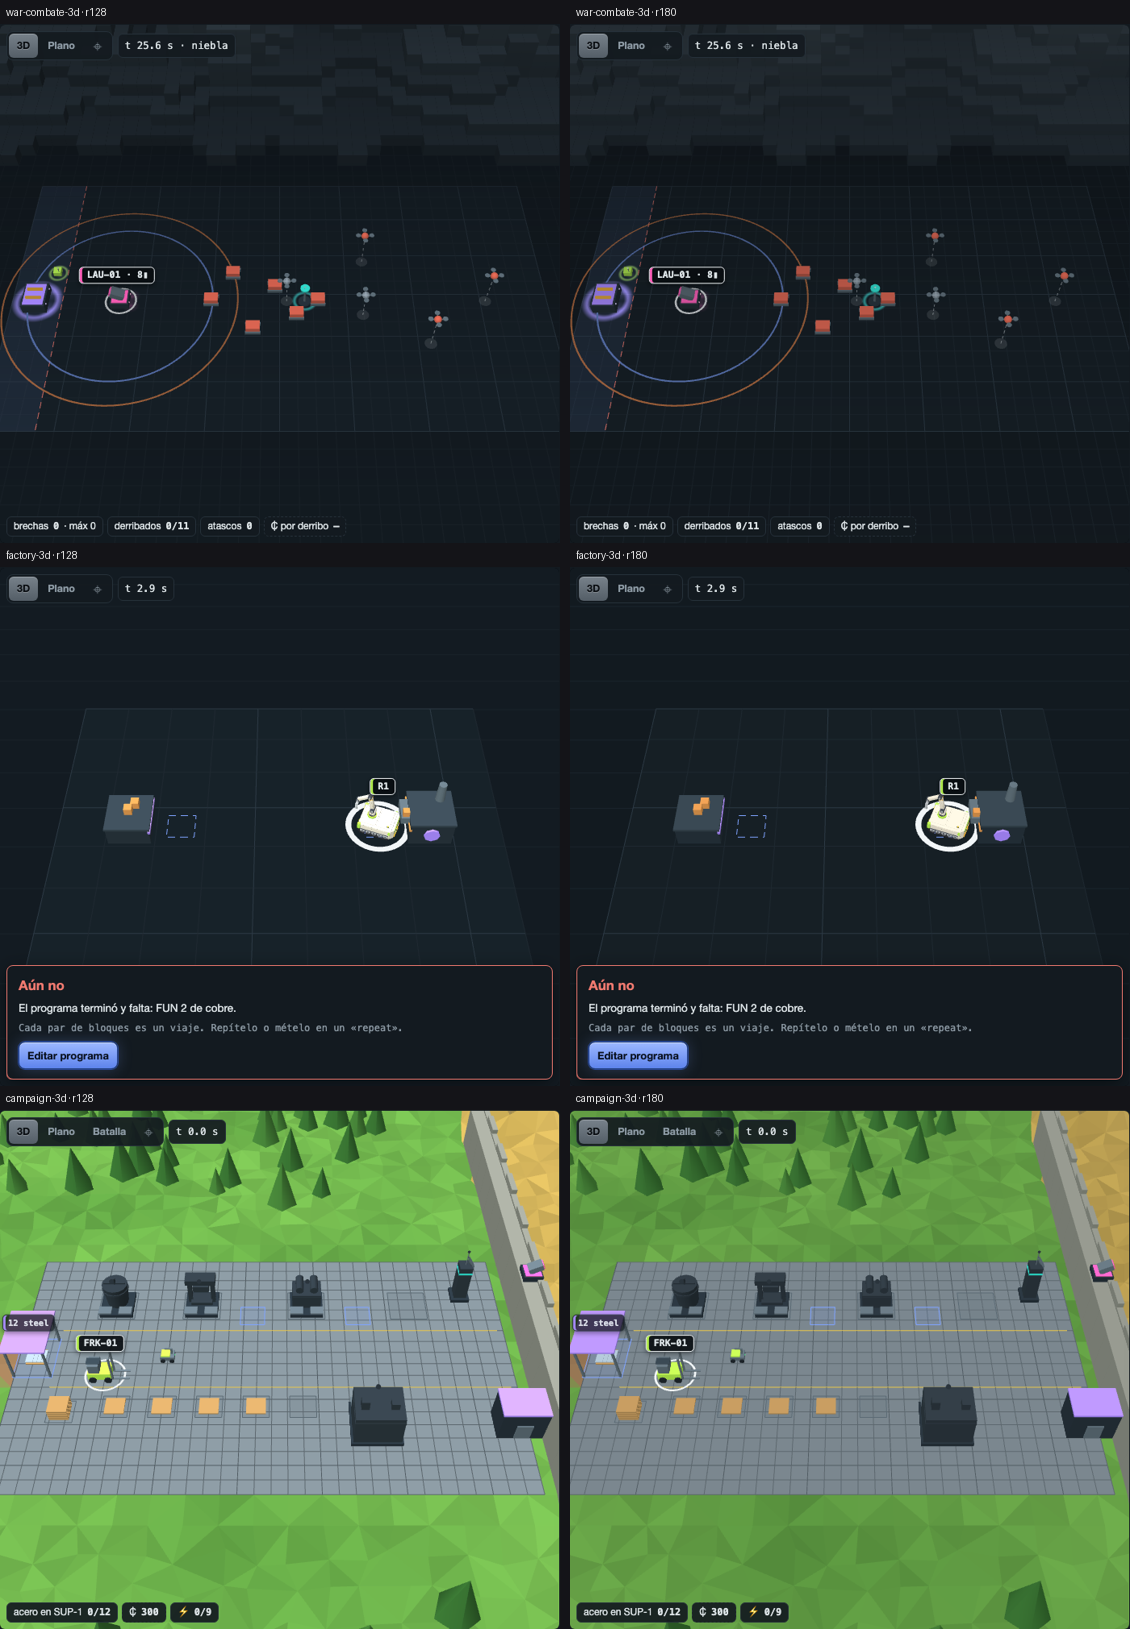 war-combate-3d·r128
war-combate-3d·r180
3D Plano t 25.6 s · niebla
3D Plano t 25.6 s · niebla
LAU-01 · 8▮
LAU-01 · 8▮
brechas 0 · máx 0 derribados 0/11 atascos 0 ₲ por derribo –
brechas 0 · máx 0 derribados 0/11 atascos 0 ₲ por derribo –
factory-3d·r128
factory-3d·r180
3D Plano t 2.9 s
3D Plano t 2.9 s
R1
R1
Aún no
El programa terminó y falta: FUN 2 de cobre.
Cada par de bloques es un viaje. Repítelo o mételo en un «repeat».
Editar programa
Aún no
El programa terminó y falta: FUN 2 de cobre.
Cada par de bloques es un viaje. Repítelo o mételo en un «repeat».
Editar programa
campaign-3d·r128
campaign-3d·r180
3D Plano Batalla t 0.0 s
3D Plano Batalla t 0.0 s
12 steel
12 steel
FRK-01
FRK-01
acero en SUP-1 0/12 ₲ 300 ⚡ 0/9
acero en SUP-1 0/12 ₲ 300 ⚡ 0/9